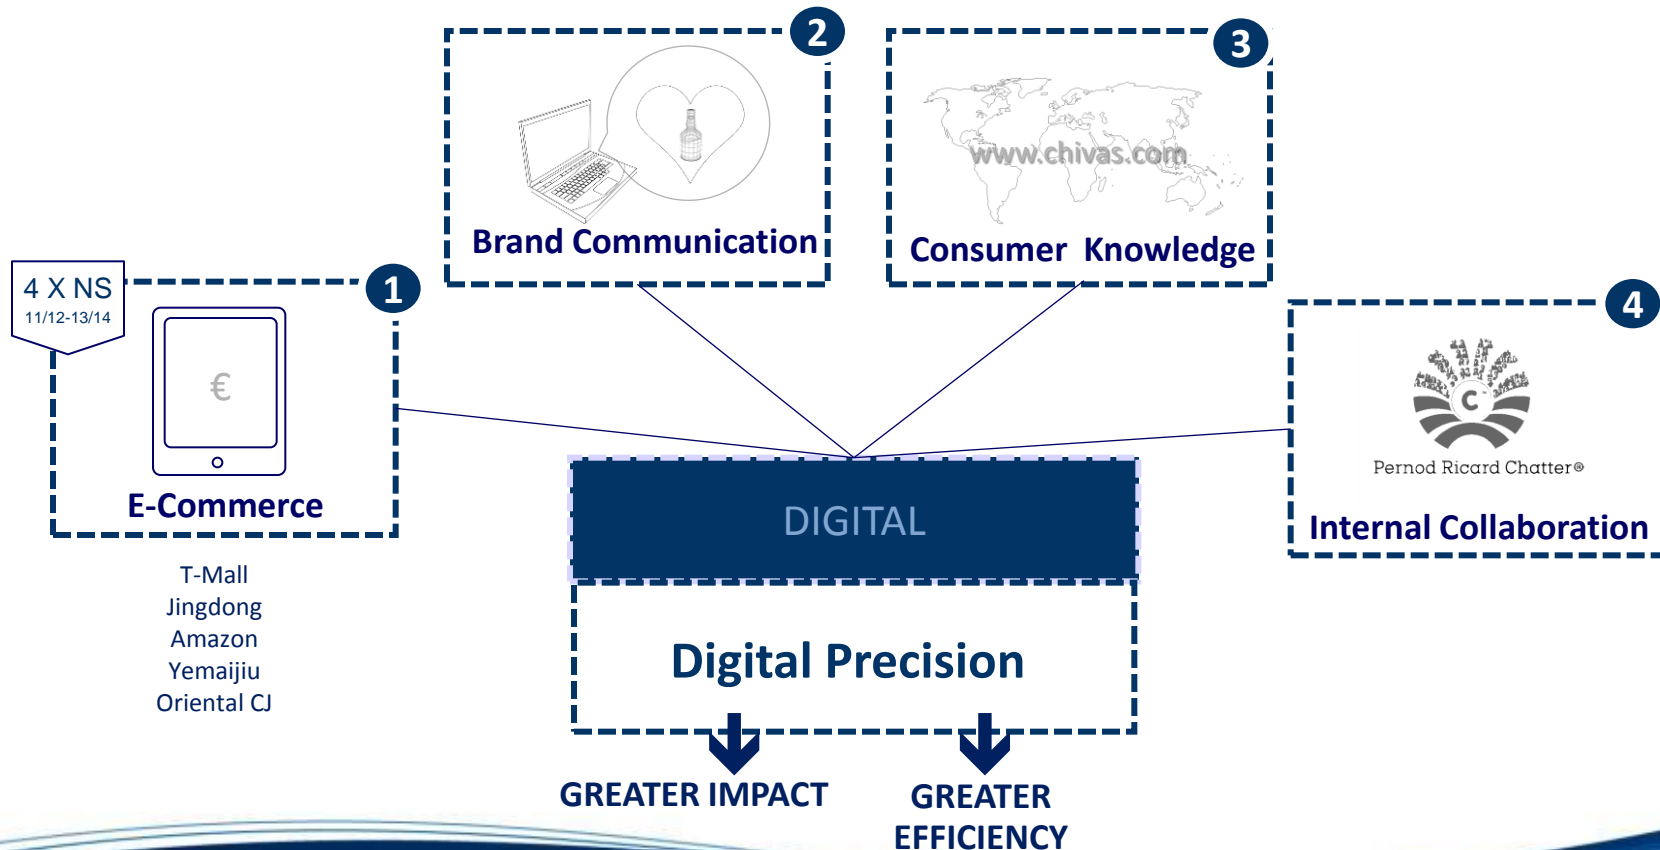 2
Brand Communication
3
www.chivas.com
Consumer Knowledge
4 X NS
11/12-13/14
1
€
E-Commerce
T-Mall
Jingdong
Amazon
Yemaijiu
Oriental CJ
4
C
Pernod Ricard Chatter®
Internal Collaboration
DIGITAL
Digital Precision
GREATER IMPACT
GREATER
EFFICIENCY